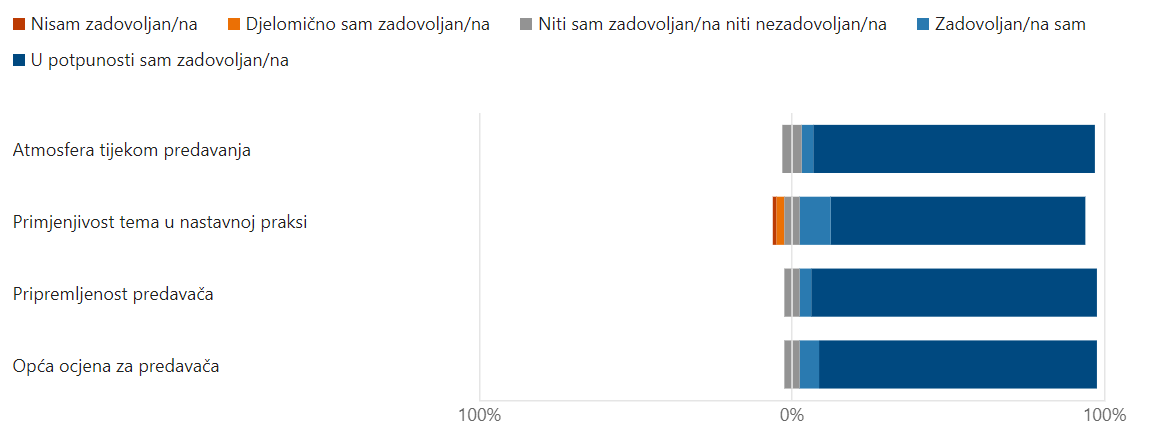 Nisam zadovoljan/na Djelomično sam zadovoljan/na Niti sam zadovoljan/na niti nezadovoljan/na Zadovoljan/na sam
U potpunosti sam zadovoljan/na
Atmosfera tijekom predavanja
Primjenjivost tema u nastavnoj praksi
Pripremljenost predavača
Opća ocjena za predavača
100% 0% 100%